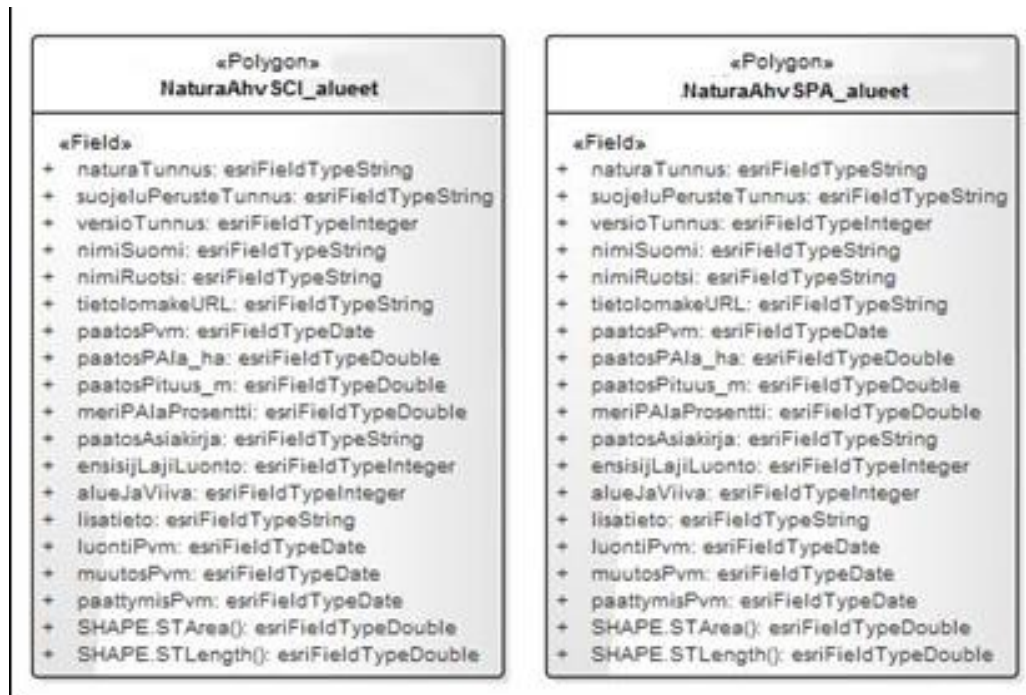 «Polygon»
NaturaAhvSCI_alueet
«Field»
+ naturaTunnus: esriFieldTypeString
+ suojeluPerusteTunnus: esriFieldTypeString
+ versioTunnus: esriFieldTypeInteger
+ nimiSuomi: esriFieldTypeString
+ nimiRuotsi: esriFieldTypeString
+ tietolomakeURL: esriFieldTypeString
+ paatosPvm: esriFieldTypeDate
+ paatosPAla_ha: esriFieldTypeDouble
+ paatosPituus_m: esriFieldTypeDouble
+ meriPAlaProsentti: esriFieldTypeDouble
+ paatosAsiakirja: esriFieldTypeString
+ ensisijLajiLuonto: esriFieldTypeInteger
+ alueJaViiva: esriFieldTypeInteger
+ lisatieto: esriFieldTypeString
+ luontiPvm: esriFieldTypeDate
+ muutosPvm: esriFieldTypeDate
+ paattymisPvm: esriFieldTypeDate
+ SHAPE.STArea(): esriFieldTypeDouble
+ SHAPE.STLength(): esriFieldTypeDouble
«Polygon»
NaturaAhvSPA_alueet
«Field»
+ naturaTunnus: esriFieldTypeString
+ suojeluPerusteTunnus: esriFieldTypeString
+ versioTunnus: esriFieldTypeInteger
+ nimiSuomi: esriFieldTypeString
+ nimiRuotsi: esriFieldTypeString
+ tietolomakeURL: esriFieldTypeString
+ paatosPvm: esriFieldTypeDate
+ paatosPAla_ha: esriFieldTypeDouble
+ paatosPituus_m: esriFieldTypeDouble
+ meriPAlaProsentti: esriFieldTypeDouble
+ paatosAsiakirja: esriFieldTypeString
+ ensisijLajiLuonto: esriFieldTypeInteger
+ alueJaViiva: esriFieldTypeInteger
+ lisatieto: esriFieldTypeString
+ luontiPvm: esriFieldTypeDate
+ muutosPvm: esriFieldTypeDate
+ paattymisPvm: esriFieldTypeDate
+ SHAPE.STArea(): esriFieldTypeDouble
+ SHAPE.STLength(): esriFieldTypeDouble